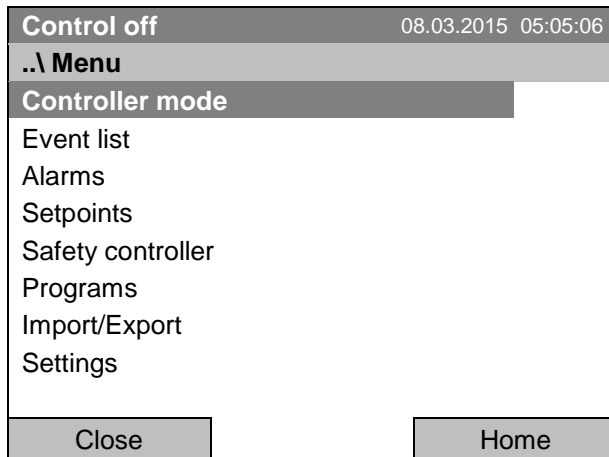 Control off 08.03.2015 05:05:06
..\ Menu
Controller mode
Event list
Alarms
Setpoints
Safety controller
Programs
Import/Export
Settings
Close Home